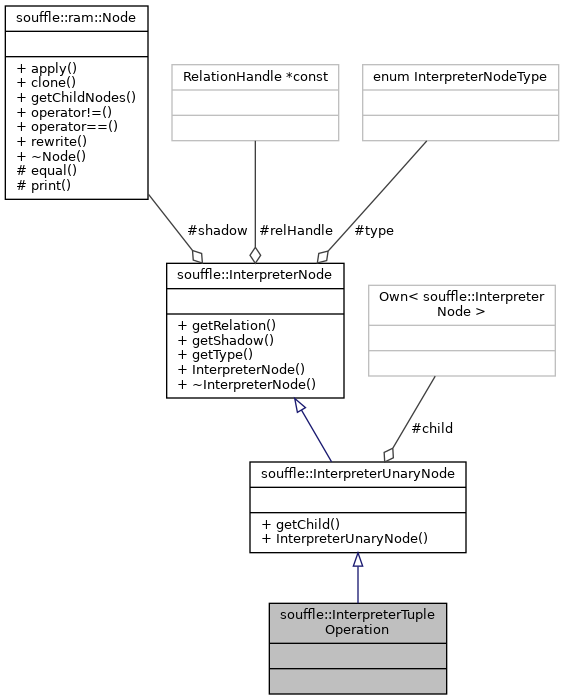 souffle::ram::Node
+ apply()
+ clone()
+ getChildNodes()
+ operator!=()
+ operator==()
+ rewrite()
+ ~Node()
# equal()
# print()
RelationHandle *const
enum InterpreterNodeType
#shadow
#relHandle
#type
souffle::InterpreterNode
+ getRelation()
+ getShadow()
+ getType()
+ InterpreterNode()
+ ~InterpreterNode()
Own< souffle::Interpreter
Node >
#child
souffle::InterpreterUnaryNode
+ getChild()
+ InterpreterUnaryNode()
souffle::InterpreterTuple
Operation